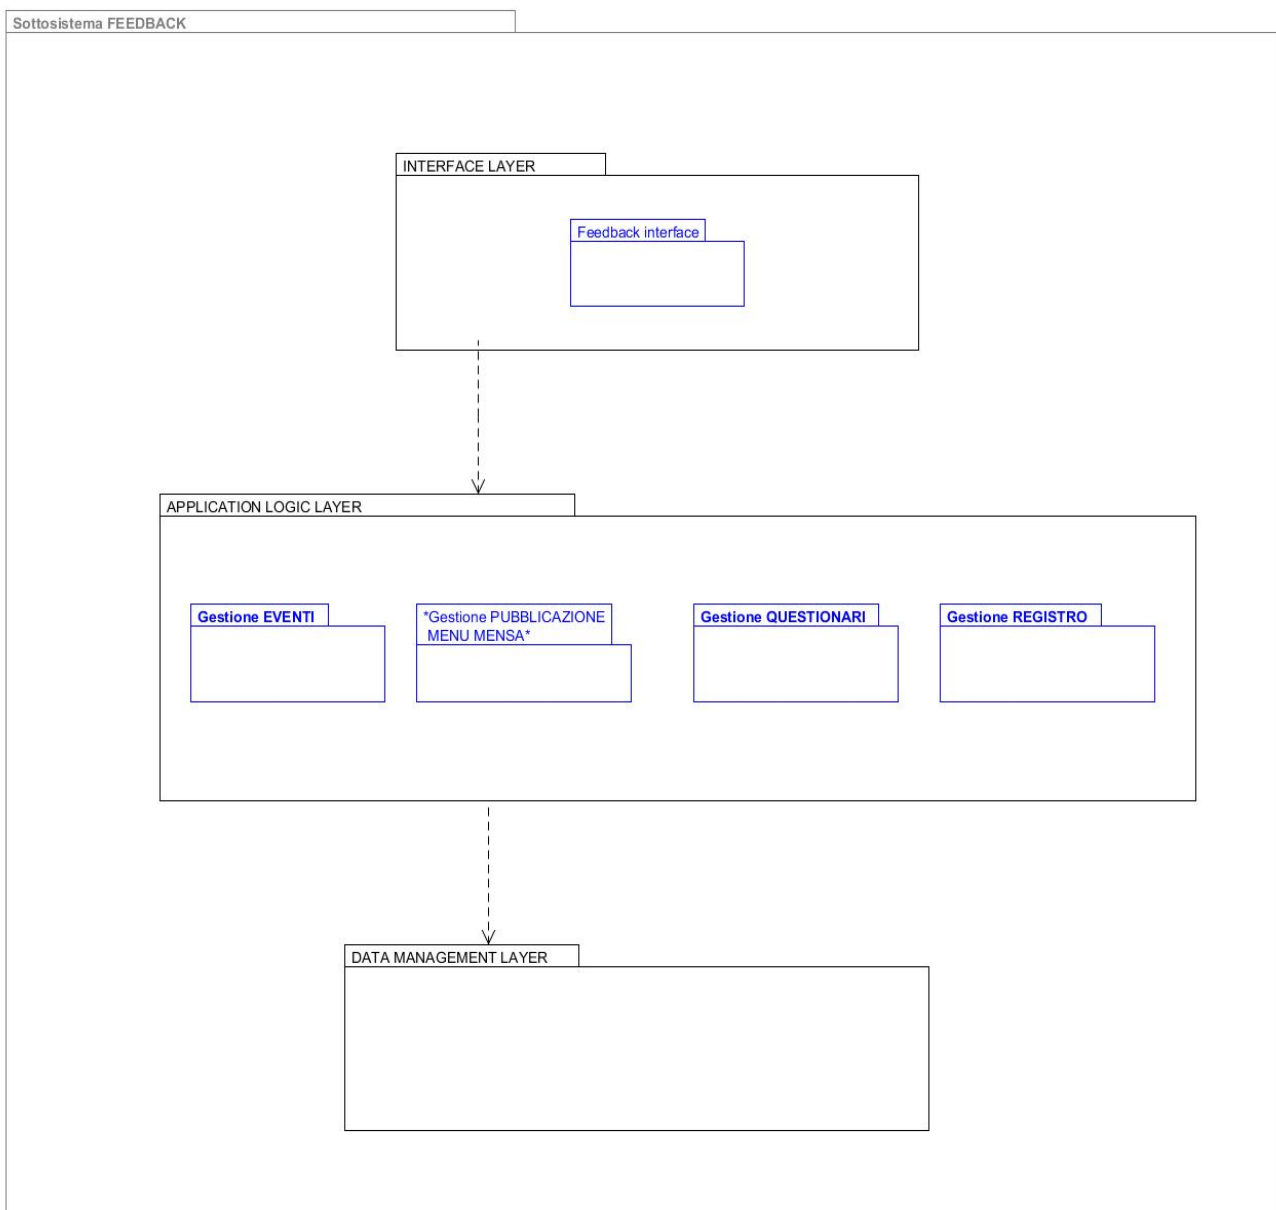 Sottosistema FEEDBACK
INTERFACE LAYER
Feedback interface
APPLICATION LOGIC LAYER
Gestione EVENTI
*Gestione PUBBLICAZIONE
MENU MENSA*
Gestione QUESTIONARI
Gestione REGISTRO
DATA MANAGEMENT LAYER